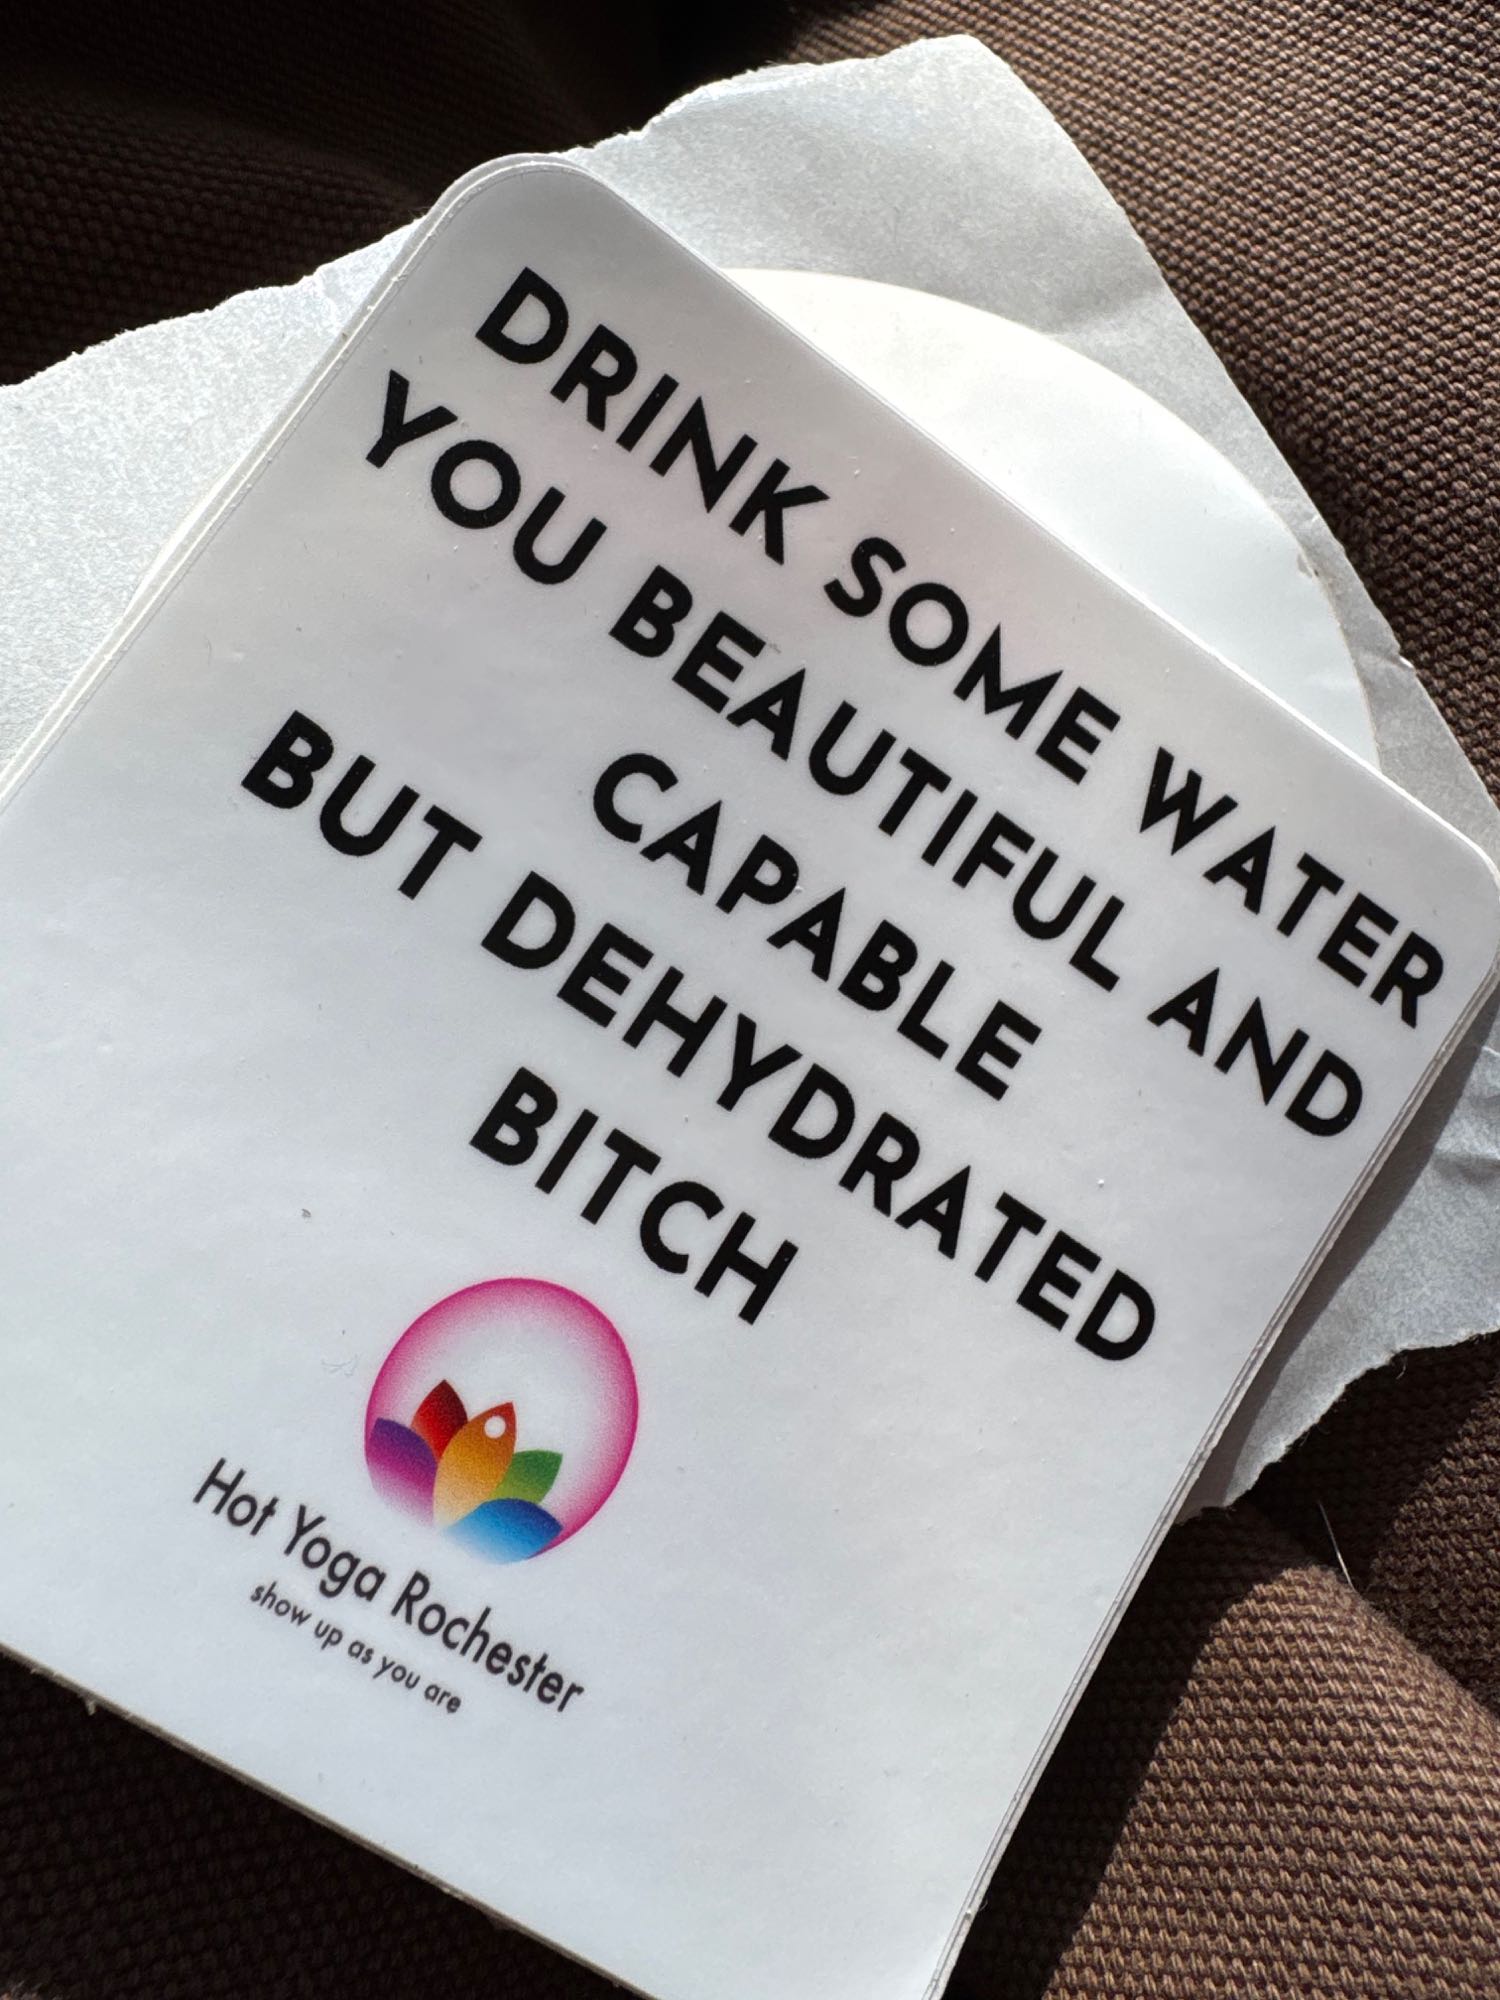 DRINK SOME WATER
YOU BEAUTIFUL AND
CAPABLE
BUT DEHYDRATED
BITCH
Hot Yoga Rochester
show up as you are